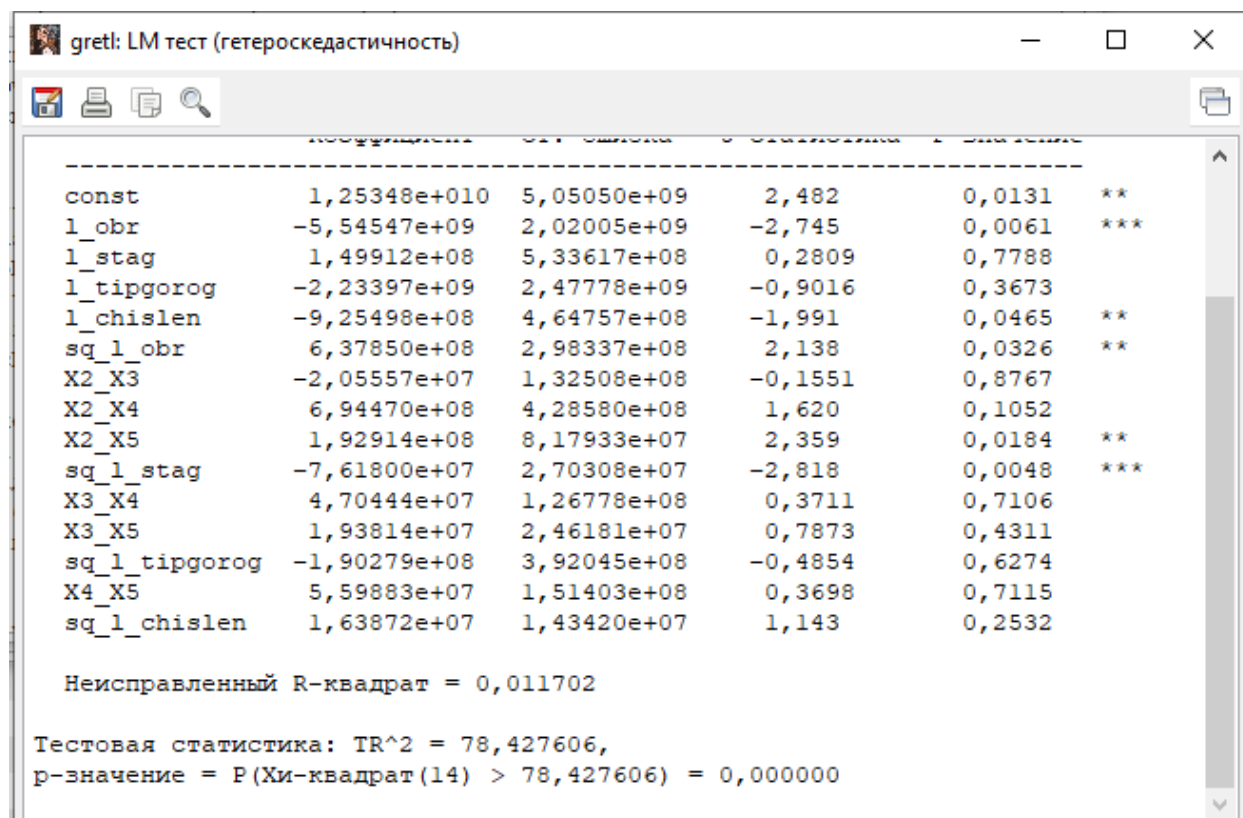 gretl: LM тест (гетероскедастичность)
const 1,25348e+010 5,05050e+09 2,482 0,0131 **
l_obr -5,54547e+09 2,02005e+09 -2,745 0,0061 ***
l_stag 1,49912e+08 5,33617e+08 0,2809 0,7788
l_tipgorog -2,23397e+09 2,47778e+09 -0,9016 0,3673
l_chislen -9,25498e+08 4,64757e+08 -1,991 0,0465 **
sq_l_obr 6,37850e+08 2,98337e+08 2,138 0,0326 **
X2_X3 -2,05557e+07 1,32508e+08 -0,1551 0,8767
X2_X4 6,94470e+08 4,28580e+08 1,620 0,1052
X2_X5 1,92914e+08 8,17933e+07 2,359 0,0184 **
sq_l_stag -7,61800e+07 2,70308e+07 -2,818 0,0048 ***
X3_X4 4,70444e+07 1,26778e+08 0,3711 0,7106
X3_X5 1,93814e+07 2,46181e+07 0,7873 0,4311
sq_l_tipgorog -1,90279e+08 3,92045e+08 -0,4854 0,6274
X4_X5 5,59883e+07 1,51403e+08 0,3698 0,7115
sq_l_chislen 1,63872e+07 1,43420e+07 1,143 0,2532
Неисправленный R-квадрат = 0,011702
Тестовая статистика: TR^2 = 78,427606,
р-значение = P(Хи-квадрат(14) > 78,427606) = 0,000000